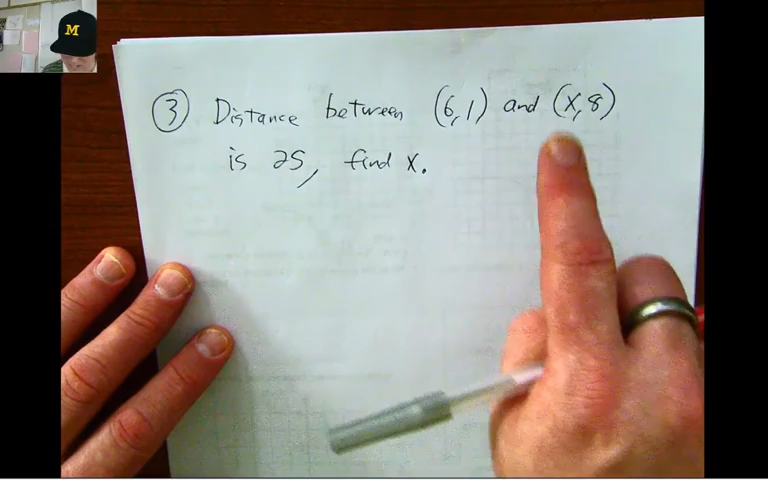 M
③ Distance between (6,1) and (x,8)
is 25, find x.